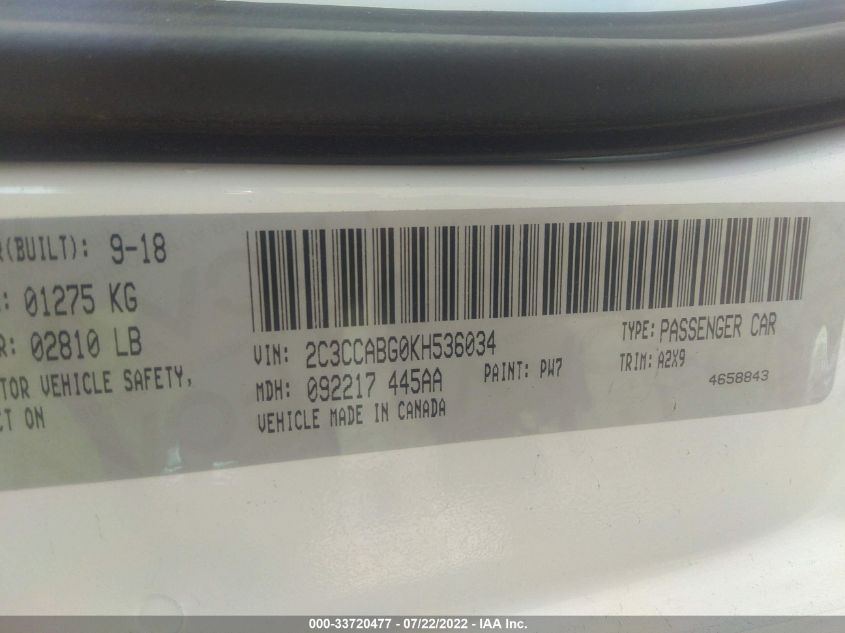 (BUILT): 9-18
: 01275 KG
R: 02810 LB
TOR VEHICLE SAFETY,
CT ON
VIN: 2C3CCABG0KH536034
TYPE: PASSENGER CAR
MDH: 092217 445AA
PAINT: PW7
TRIM: A2X9
VEHICLE MADE IN CANADA
4658843
000-33720477 - 07/22/2022 - IAA Inc.